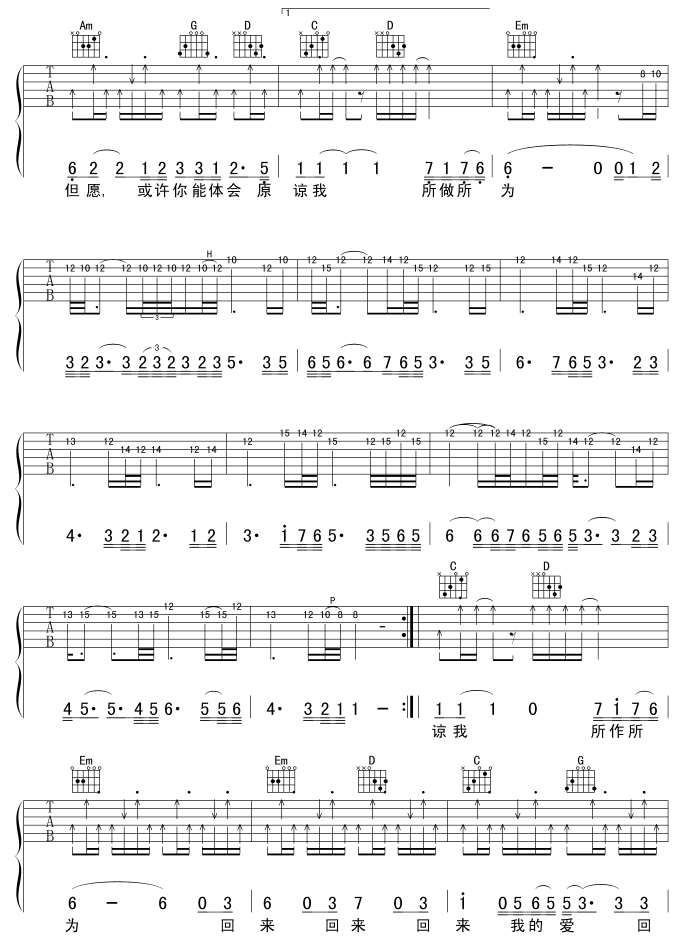 1
Am G D C D Em
T A B
8 10
6 2 2 1 2 3 3 1 2· 5 1 1 1 1 7 1 7 6 6 — 0 0 1 2
但 愿, 或许你 能体会 原 谅我 所做所 为
H
12 10 12 12 10 12 10 12 10 12 10 12 10 12 15 12 12 14 12 15 12 12 15 12 12 15 12 14 12
T A B
3
3 2 3· 3 2 3 2 3 2 3 5· 3 5 6 5 6· 6 7 6 5 3· 3 5 6· 7 6 5 3· 2 3
13 12 14 12 14 12 14 12 15 14 12 15 12 15 12 15 12 12 12 14 12 15 12 14 12 12 14 12
T A B
4· 3 2 1 2· 1 2 3· 1 7 6 5· 3 5 6 5 6 6 6 7 6 5 6 5 3· 3 2 3
C D
P
13 15 15 13 15 12 15 15 12 13 12 10 8 8 –
T A B
4 5· 5· 4 5 6· 5 5 6 4· 3 2 1 1 — 1 1 1 0 7 1 7 6
谅我 所作所
Em Em D C G
T A B
6 — 6 0 3 6 0 3 7 0 3 1 0 5 6 5 5 3· 3 3
为 回 来 回来 回 来 我的 爱 回